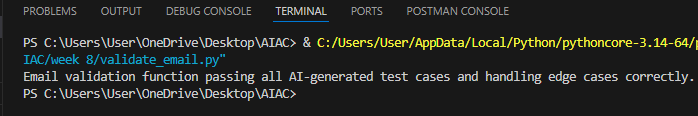 PROBLEMS OUTPUT DEBUG CONSOLE TERMINAL PORTS POSTMAN CONSOLE
PS C:\Users\User\OneDrive\Desktop\AIAC> & C:/Users/User/AppData/Local/Python/pythoncore-3.14-64/
IAC/week 8/validate_email.py"
Email validation function passing all AI-generated test cases and handling edge cases correctly.
PS C:\Users\User\OneDrive\Desktop\AIAC>